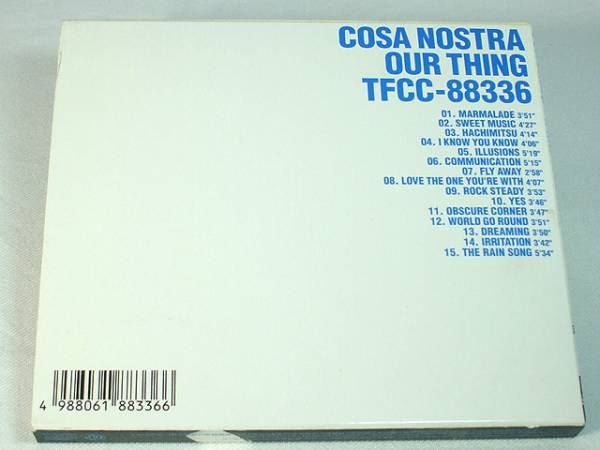 COSA NOSTRA
OUR THING
TFCC-88336
01. MARMALADE 3'51"
02. SWEET MUSIC 4'27"
03. HACHIMITSU 4'14"
04. I KNOW YOU KNOW 4'06"
05. ILLUSIONS 5'19"
06. COMMUNICATION 5'15"
07. FLY AWAY 2'58"
08. LOVE THE ONE YOU'RE WITH 4'07"
09. ROCK STEADY 3'53"
10. YES 3'46"
11. OBSCURE CORNER 3'47"
12. WORLD GO ROUND 3'51"
13. DREAMING 3'50"
14. IRRITATION 3'42"
15. THE RAIN SONG 5'34"
4 988061 883366